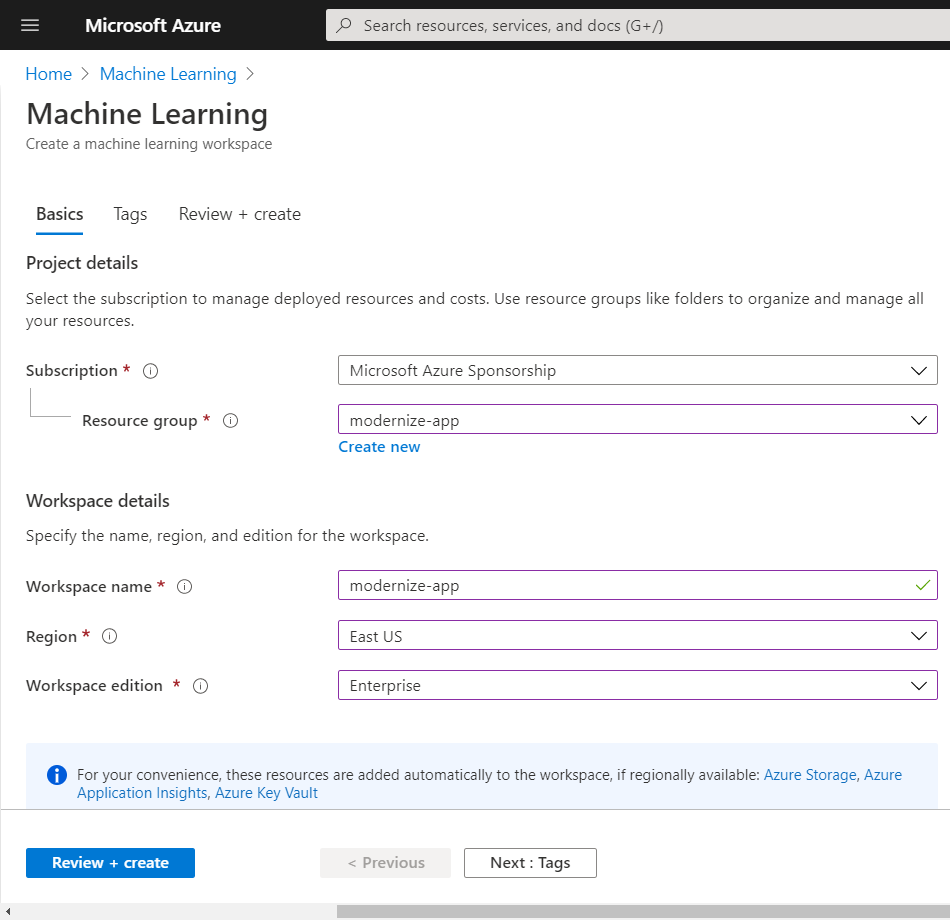 Microsoft Azure
Search resources, services, and docs (G+/)
Home > Machine Learning >
Machine Learning
Create a machine learning workspace
Basics Tags Review + create
Project details
Select the subscription to manage deployed resources and costs. Use resource groups like folders to organize and manage all
your resources.
Subscription * Microsoft Azure Sponsorship
Resource group * modernize-app
Create new
Workspace details
Specify the name, region, and edition for the workspace.
Workspace name * modernize-app
Region * East US
Workspace edition * Enterprise
For your convenience, these resources are added automatically to the workspace, if regionally available: Azure Storage, Azure
Application Insights, Azure Key Vault
Review + create < Previous Next : Tags